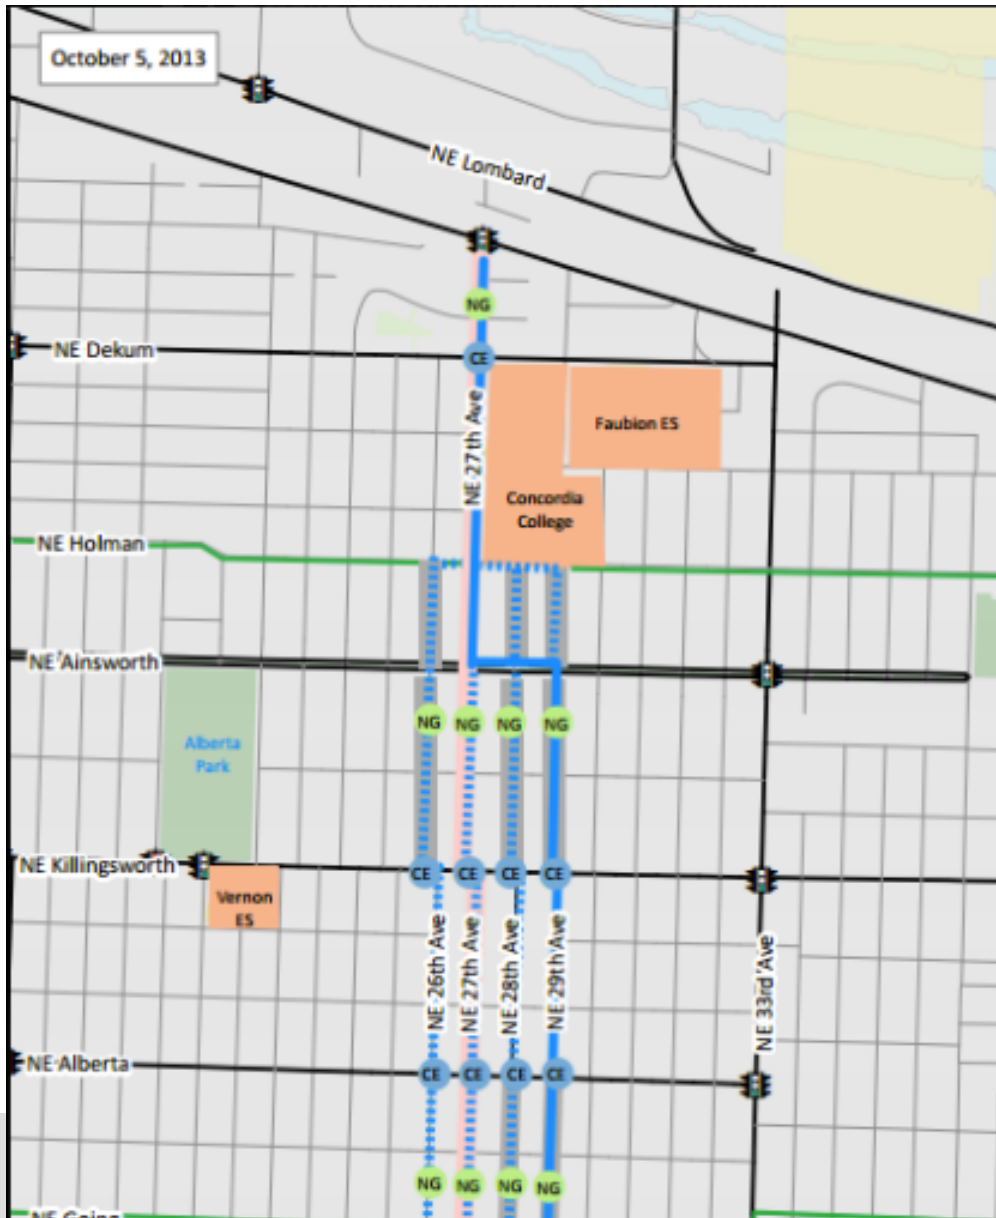 October 5, 2013
NE Lombard
NG
NE Dekum
CE
NE 27th Ave
Faubion ES
Concordia
College
NE Holman
NE Ainsworth
NG
NG
NG
NG
Alberta
Park
NE Killingsworth
CE
CE
CE
CE
Vernon
ES
NE 26th Ave
NE 27th Ave
NE 28th Ave
NE 29th Ave
NE 33rd Ave
NE Alberta
CE
CE
CE
CE
NG
NG
NG
NG
NE Going